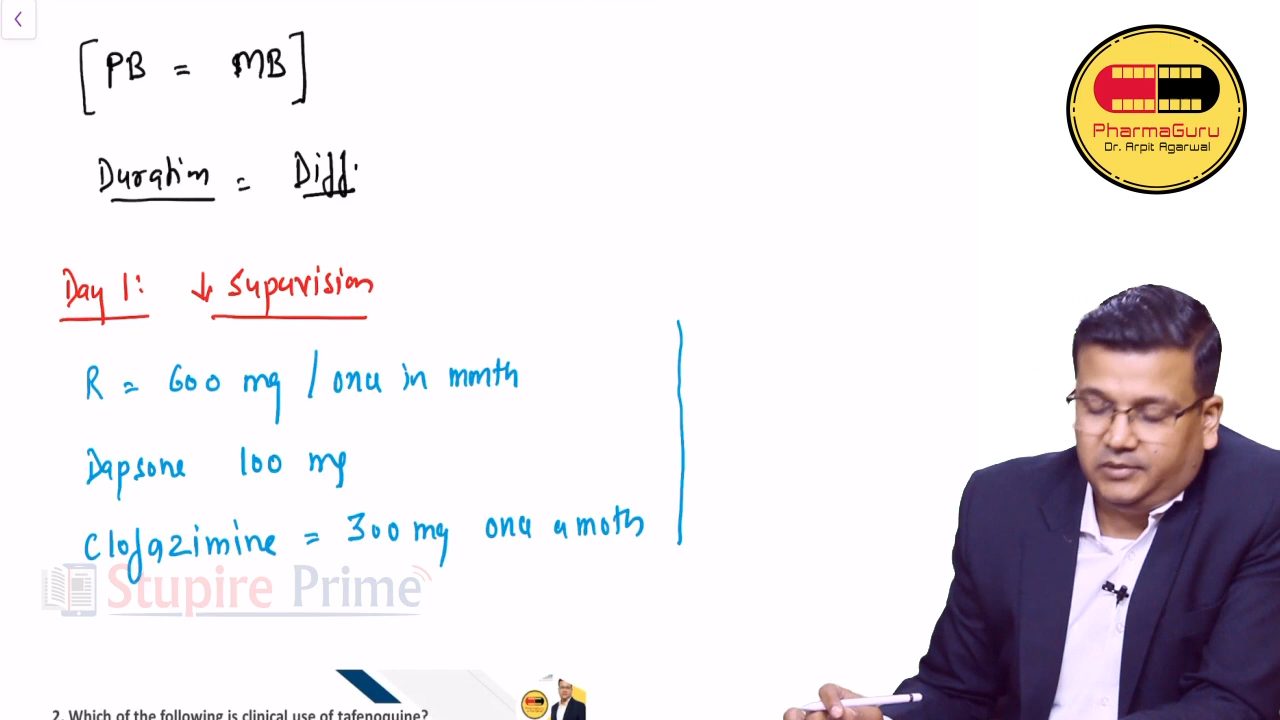 [PB = MB]
Duration = Diff.
Day 1: ↓ Supervision
R = 600 mg / once in month
Dapsone 100 mg
Clofazimine = 300 mg once a moth
Stupire Prime
2. Which of the following is clinical use of tafenoquine?
PharmaGuru
Dr. Arpit Agarwal